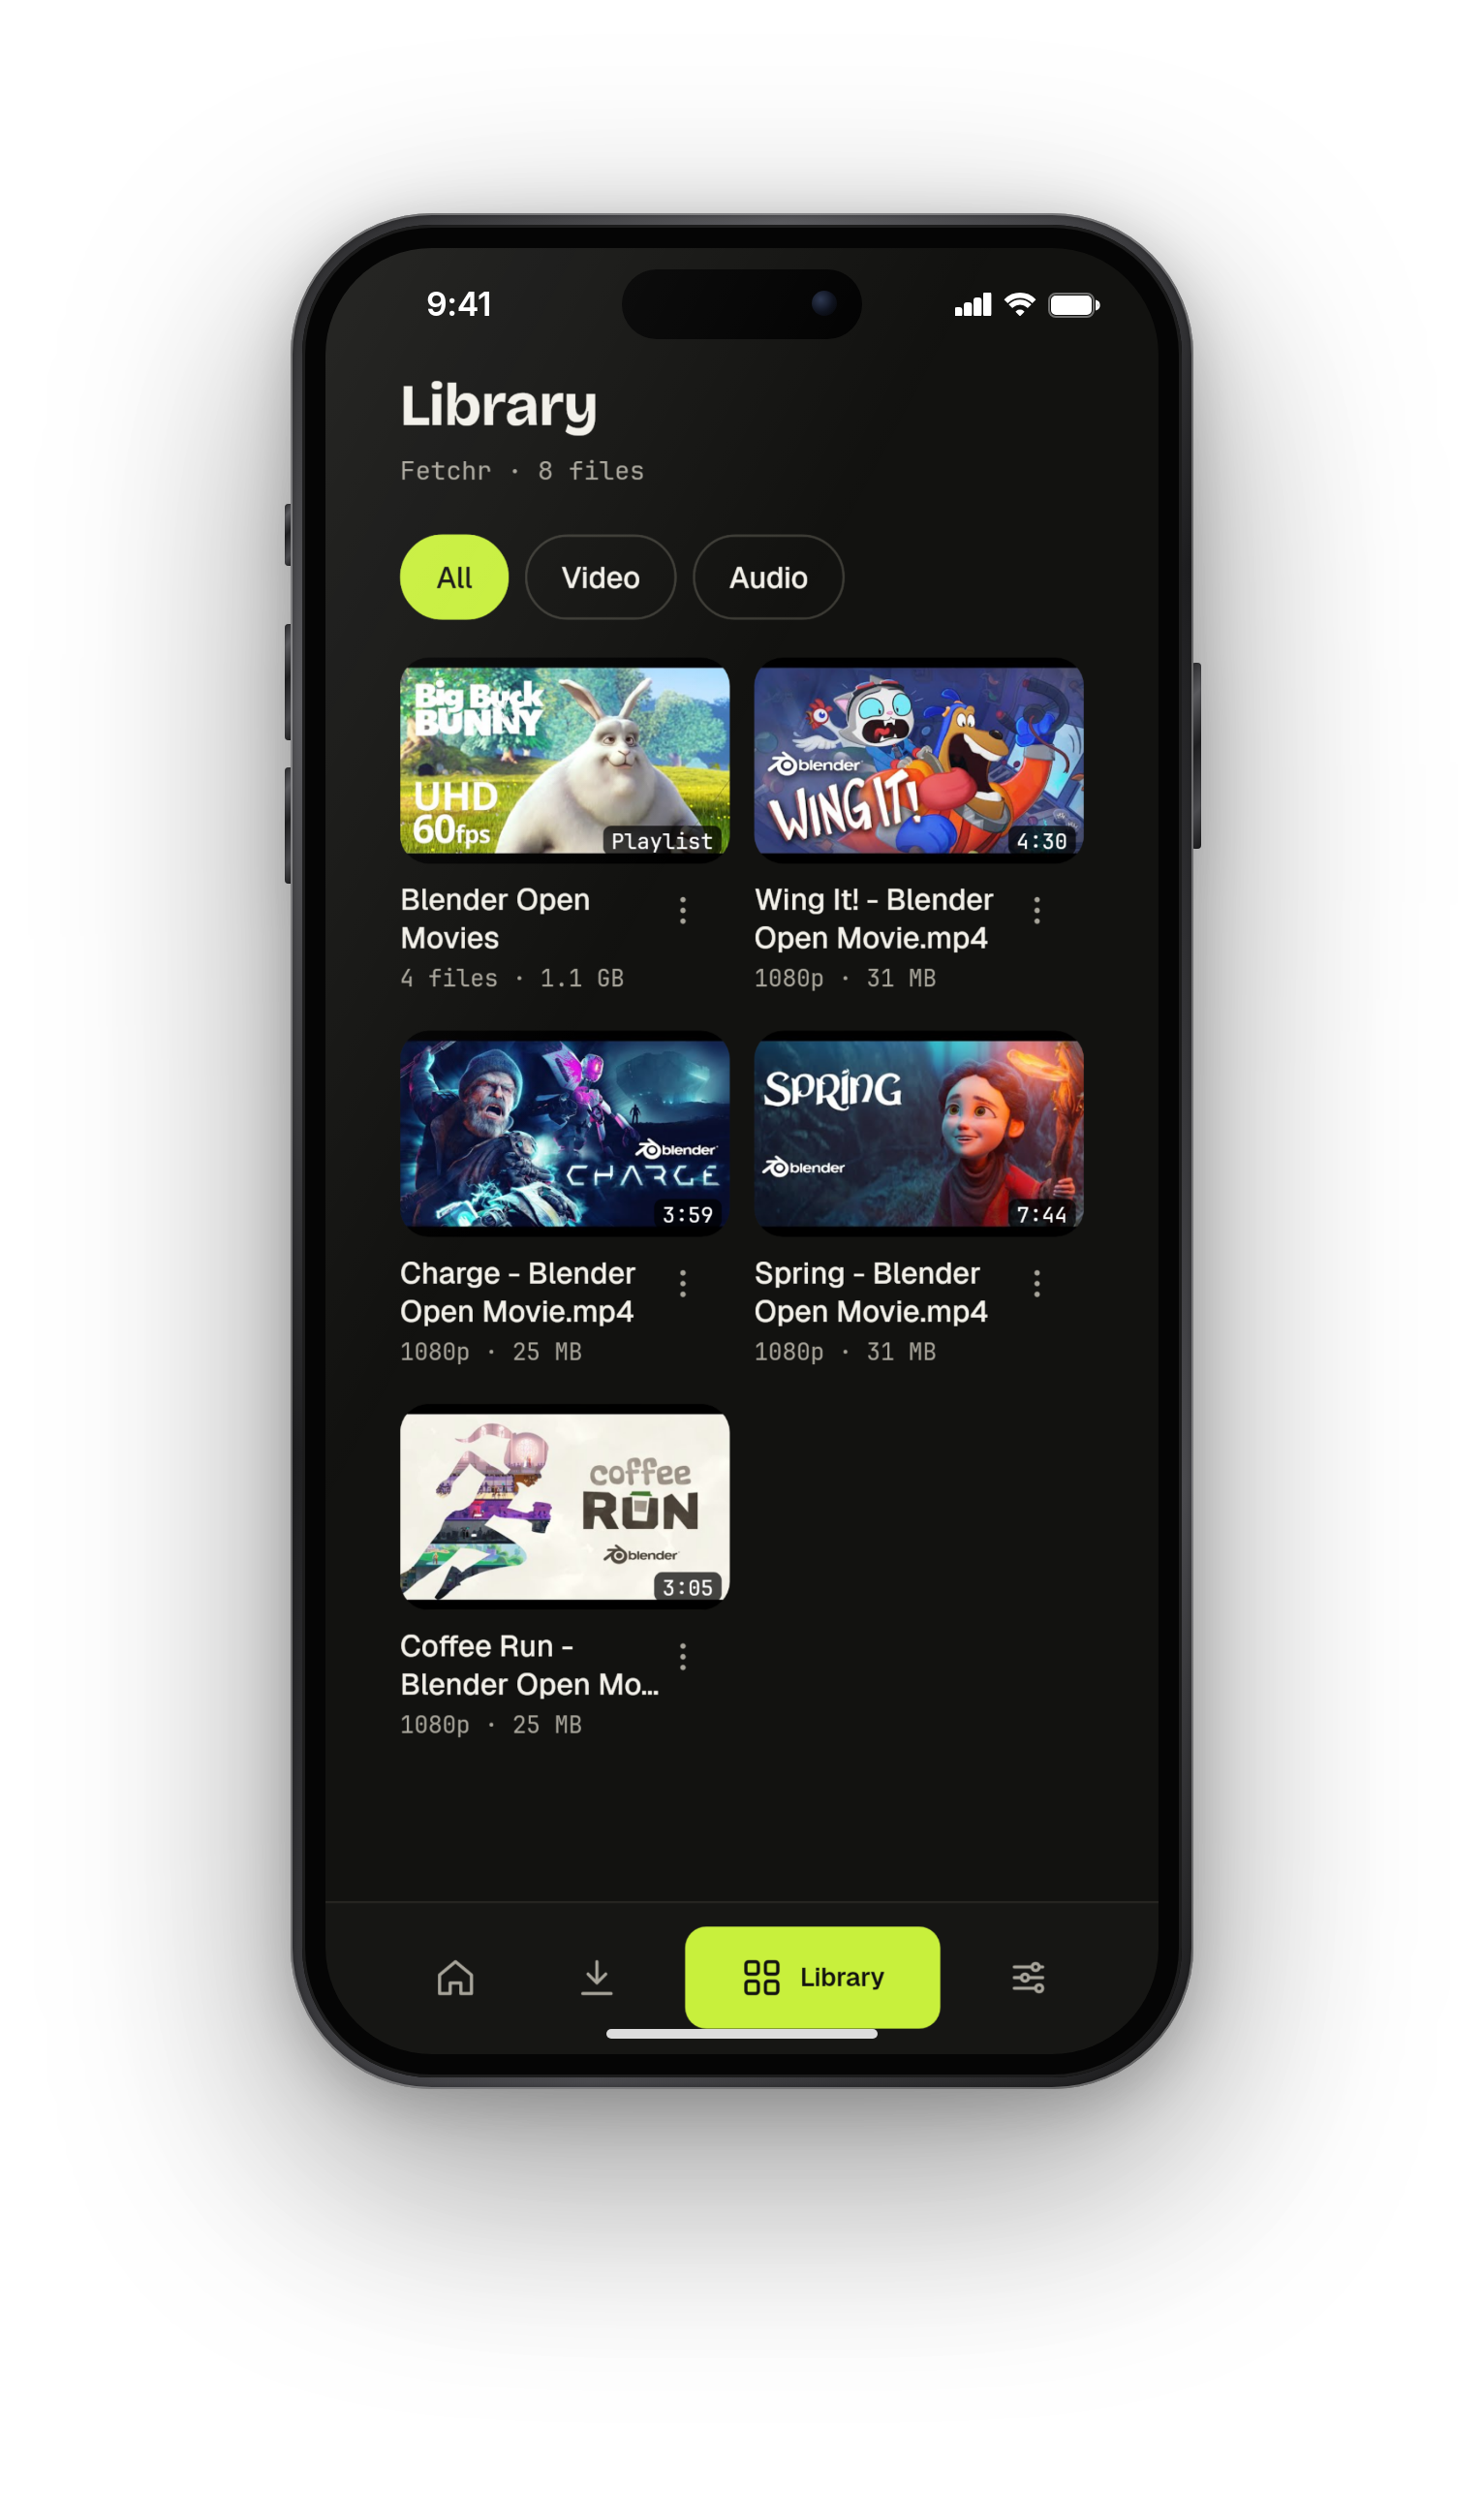 9:41
Library
Fetchr · 8 files
All
Video
Audio
Big Buck
BUNNY
UHD
60fps
Playlist
blender
WING IT!
4:30
Blender Open
Movies
4 files · 1.1 GB
Wing It! - Blender
Open Movie.mp4
1080p · 31 MB
blender
CHARGE
3:59
SPRiNG
blender
7:44
Charge - Blender
Open Movie.mp4
1080p · 25 MB
Spring - Blender
Open Movie.mp4
1080p · 31 MB
coffee
RUN
blender
3:05
Coffee Run -
Blender Open Mo...
1080p · 25 MB
Library